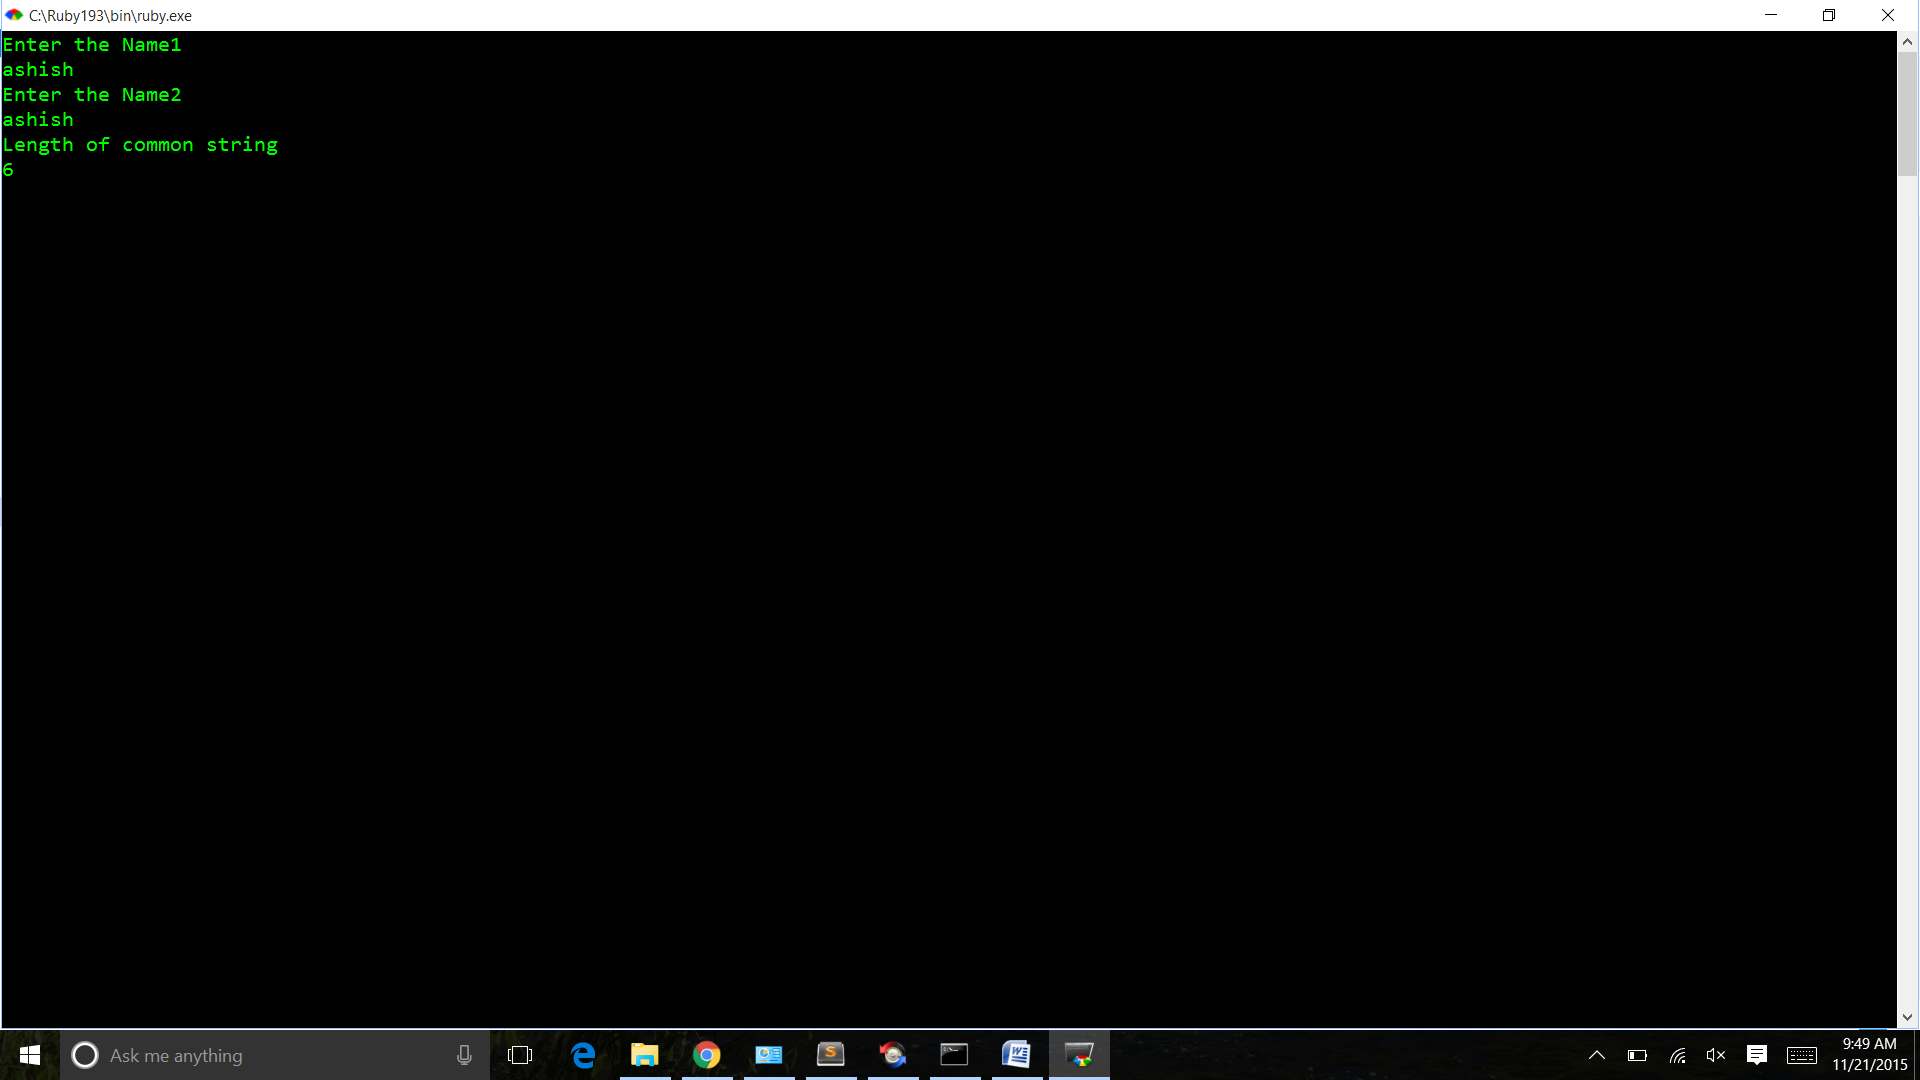 C:\Ruby193\bin\ruby.exe
Enter the Name1
ashish
Enter the Name2
ashish
Length of common string
6
Ask me anything
9:49 AM
11/21/2015